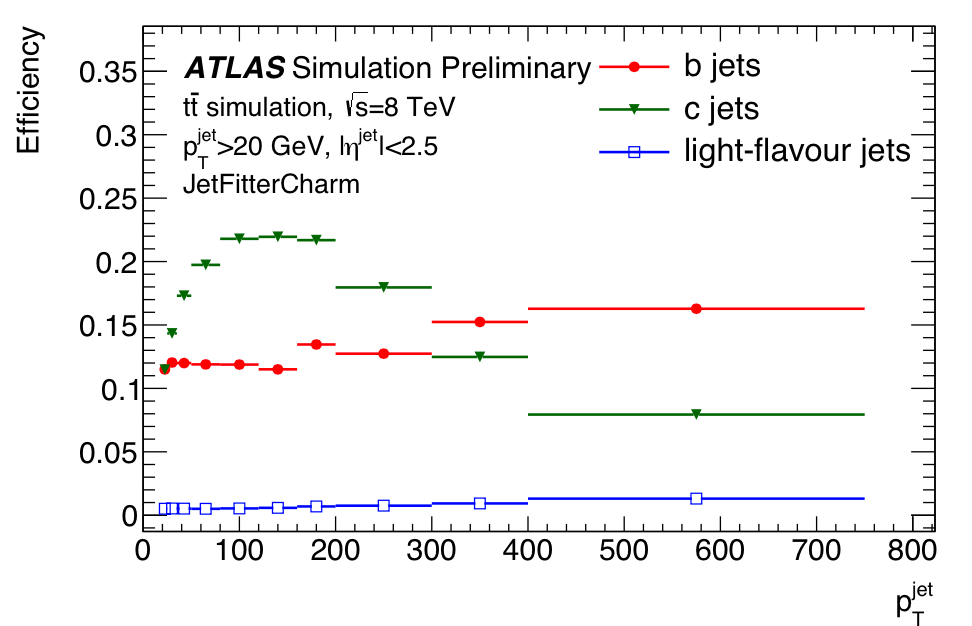 Efficiency
ATLAS Simulation Preliminary
tt̄ simulation, √s=8 TeV
p_T^jet>20 GeV, |η^jet|<2.5
JetFitterCharm
b jets
c jets
light-flavour jets
0.35
0.3
0.25
0.2
0.15
0.1
0.05
0
0 100 200 300 400 500 600 700 800
p_T^jet